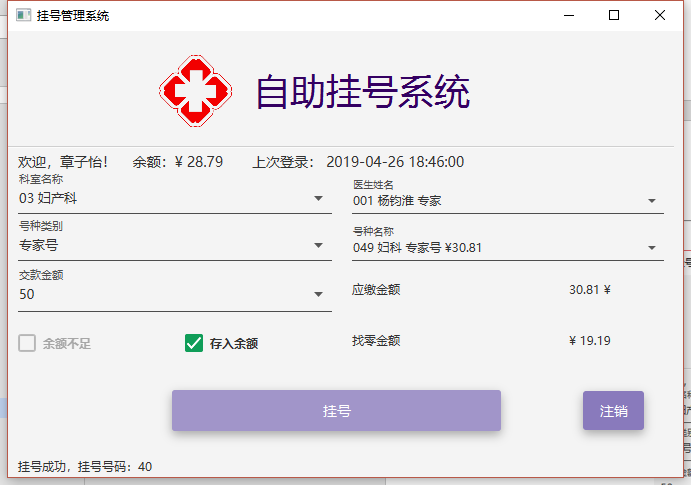 挂号管理系统
自助挂号系统
欢迎，章子怡！ 余额：¥ 28.79 上次登录： 2019-04-26 18:46:00
科室名称 医生姓名
03 妇产科 001 杨钧淮 专家
号种类别 号种名称
专家号 049 妇科 专家号 ¥30.81
交款金额
50 应缴金额 30.81 ¥
余额不足 存入余额 找零金额 ¥ 19.19
挂号 注销
挂号成功，挂号号码：40